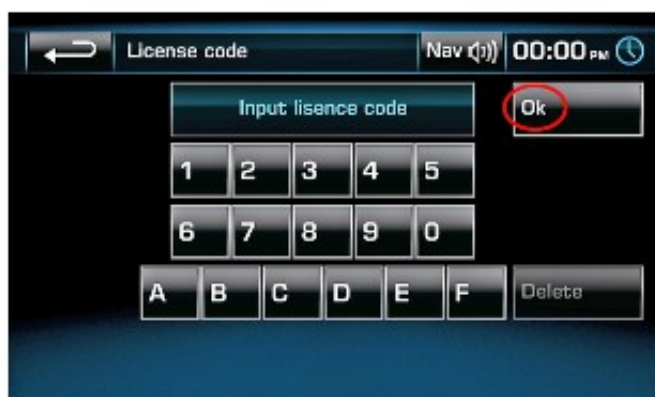 License code Nav 00:00 PM
Input lisence code Ok
1 2 3 4 5
6 7 8 9 0
A B C D E F Delete